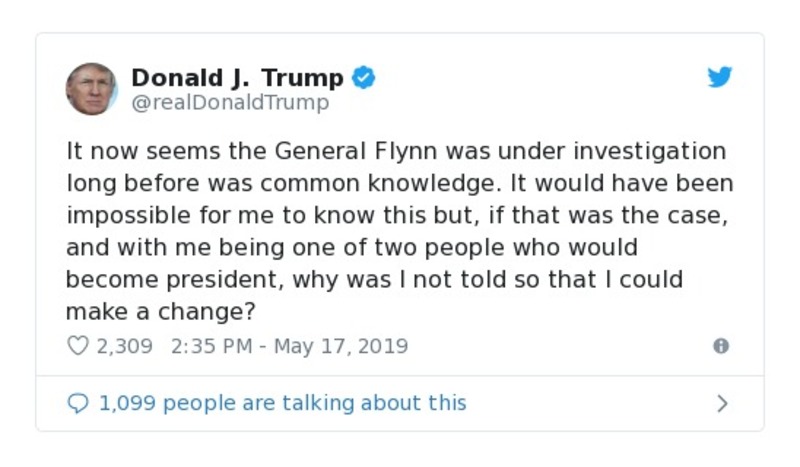 Donald J. Trump
@realDonaldTrump
It now seems the General Flynn was under investigation
long before was common knowledge. It would have been
impossible for me to know this but, if that was the case,
and with me being one of two people who would
become president, why was I not told so that I could
make a change?
2,309 2:35 PM - May 17, 2019
1,099 people are talking about this